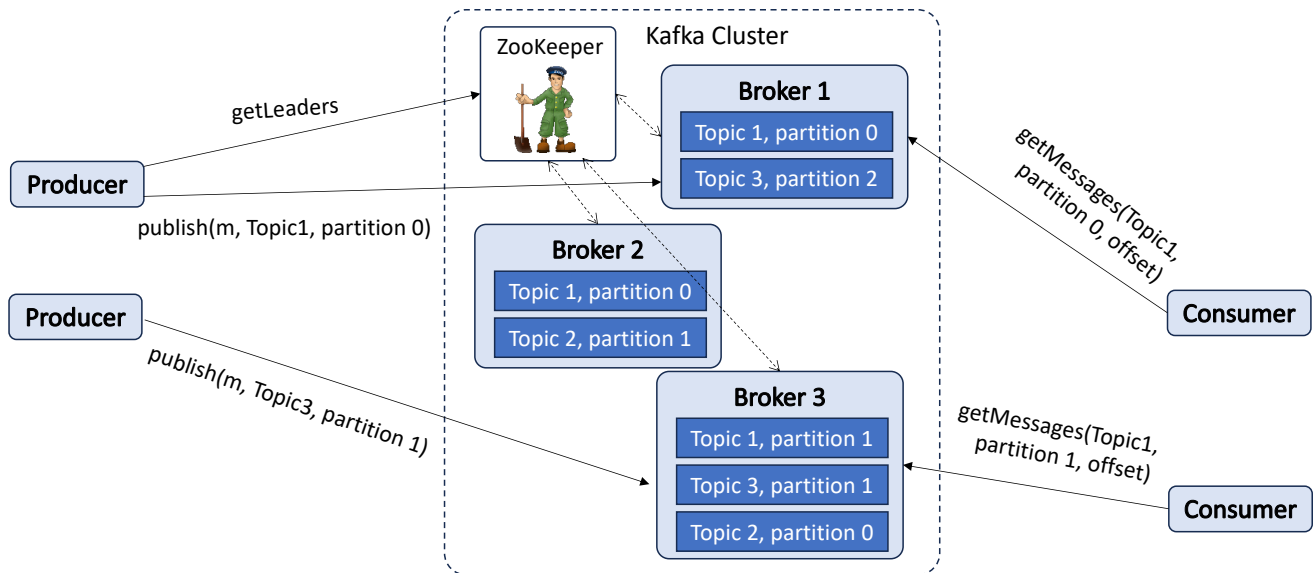 Kafka Cluster
ZooKeeper
getLeaders
Producer
publish(m, Topic1, partition 0)
Broker 1
Topic 1, partition 0
Topic 3, partition 2
getMessages(Topic1,
partition 0, offset)
Consumer
Broker 2
Topic 1, partition 0
Topic 2, partition 1
Producer
publish(m, Topic3, partition 1)
Broker 3
Topic 1, partition 1
Topic 3, partition 1
Topic 2, partition 0
getMessages(Topic1,
partition 1, offset)
Consumer